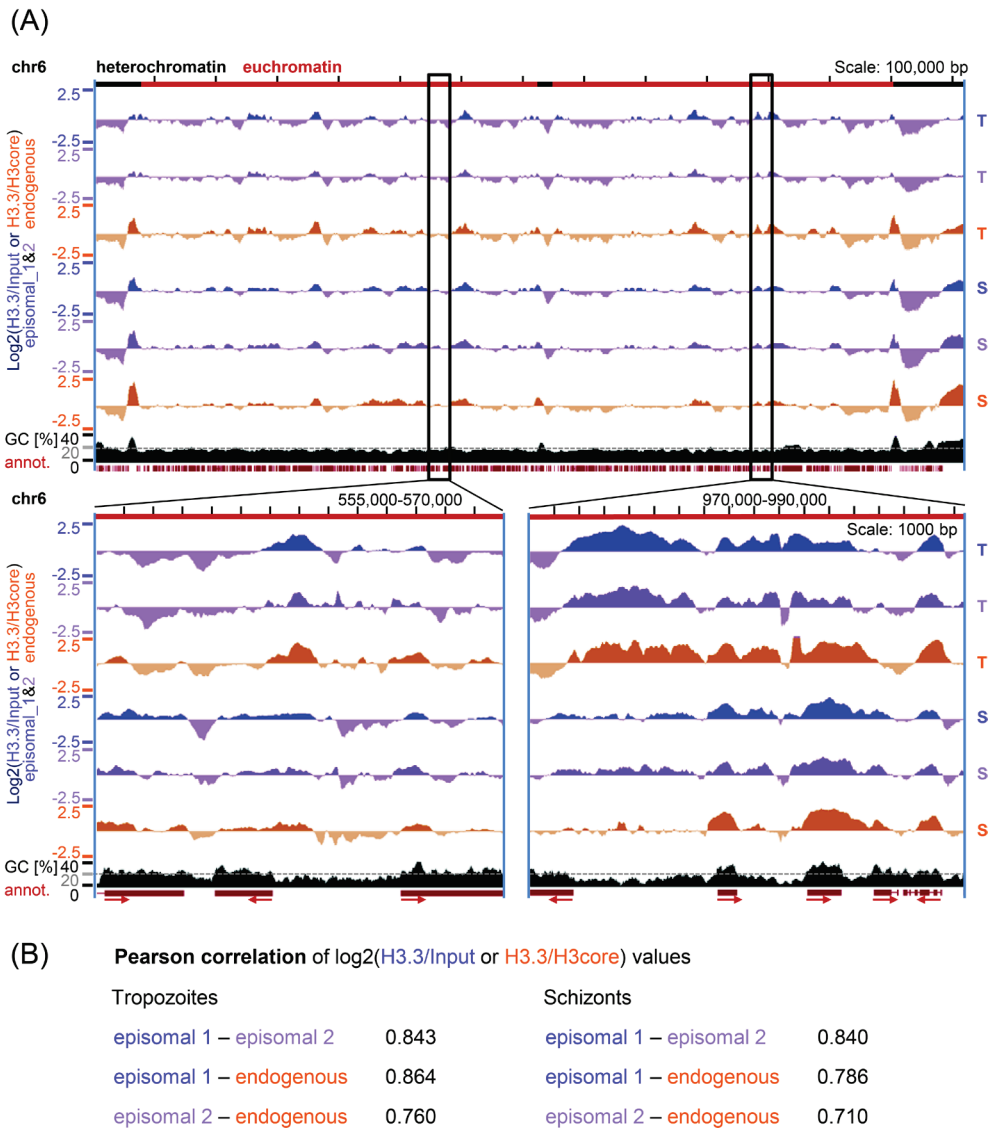 (A)
chr6 heterochromatin euchromatin Scale: 100,000 bp
Log2(H3.3/Input or H3.3/H3core)
episomal_1&2 endogenous
2.5
-2.5
T
2.5
-2.5
T
2.5
-2.5
T
2.5
-2.5
S
2.5
-2.5
S
2.5
-2.5
S
GC [%] 40
20
annot. 0
chr6 555,000-570,000 970,000-990,000
Scale: 1000 bp
Log2(H3.3/Input or H3.3/H3core)
episomal_1&2 endogenous
2.5
-2.5
T
2.5
-2.5
T
2.5
-2.5
T
2.5
-2.5
S
2.5
-2.5
S
2.5
-2.5
S
GC [%] 40
20
annot. 0
(B) Pearson correlation of log2(H3.3/Input or H3.3/H3core) values
Tropozoites Schizonts
episomal 1 – episomal 2 0.843 episomal 1 – episomal 2 0.840
episomal 1 – endogenous 0.864 episomal 1 – endogenous 0.786
episomal 2 – endogenous 0.760 episomal 2 – endogenous 0.710